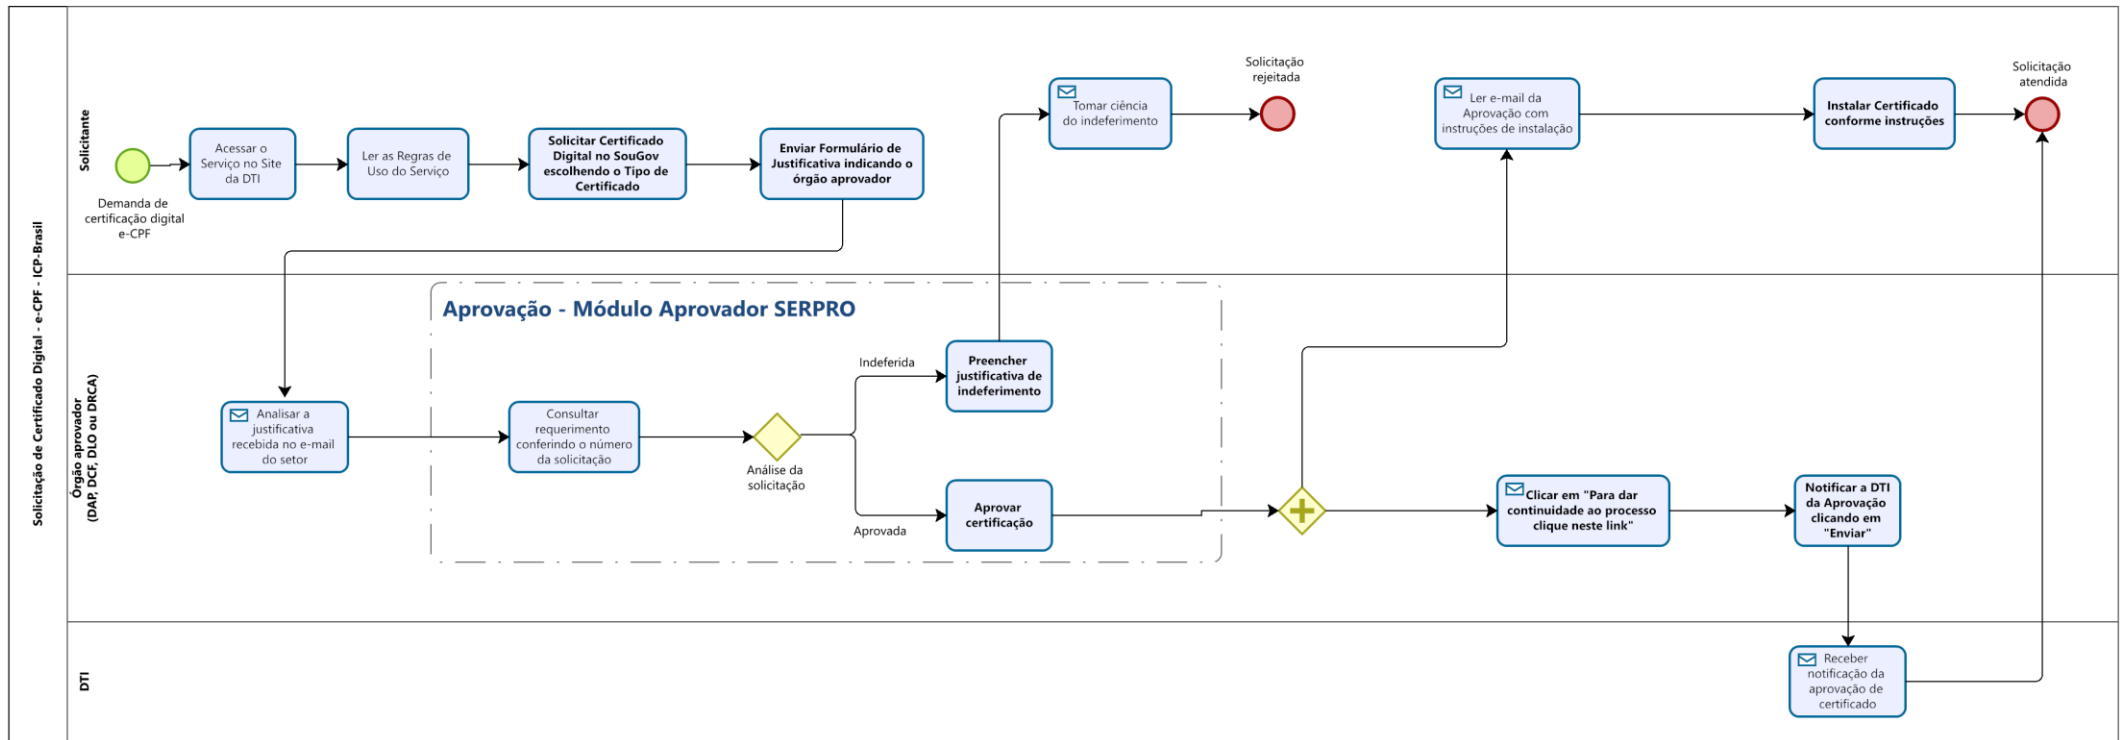 Solicitação de Certificado Digital - e-CPF - ICP-Brasil
Solicitante
Demanda de
certificação digital
e-CPF
Acessar o
Serviço no Site
da DTI
Ler as Regras de
Uso do Serviço
Solicitar Certificado
Digital no SouGov
escolhendo o Tipo de
Certificado
Enviar Formulário de
Justificativa indicando o
órgão aprovador
Tomar ciência
do indeferimento
Solicitação
rejeitada
Ler e-mail da
Aprovação com
instruções de instalação
Instalar Certificado
conforme instruções
Solicitação
atendida
Órgão aprovador
(DAP, DCF, DLO ou DRCA)
Analisar a
justificativa
recebida no e-mail
do setor
Aprovação - Módulo Aprovador SERPRO
Consultar
requerimento
conferindo o número
da solicitação
Análise da
solicitação
Indeferida
Preencher
justificativa de
indeferimento
Aprovada
Aprovar
certificação
Clicar em "Para dar
continuidade ao processo
clique neste link"
Notificar a DTI
da Aprovação
clicando em
"Enviar"
DTI
Receber
notificação da
aprovação de
certificado